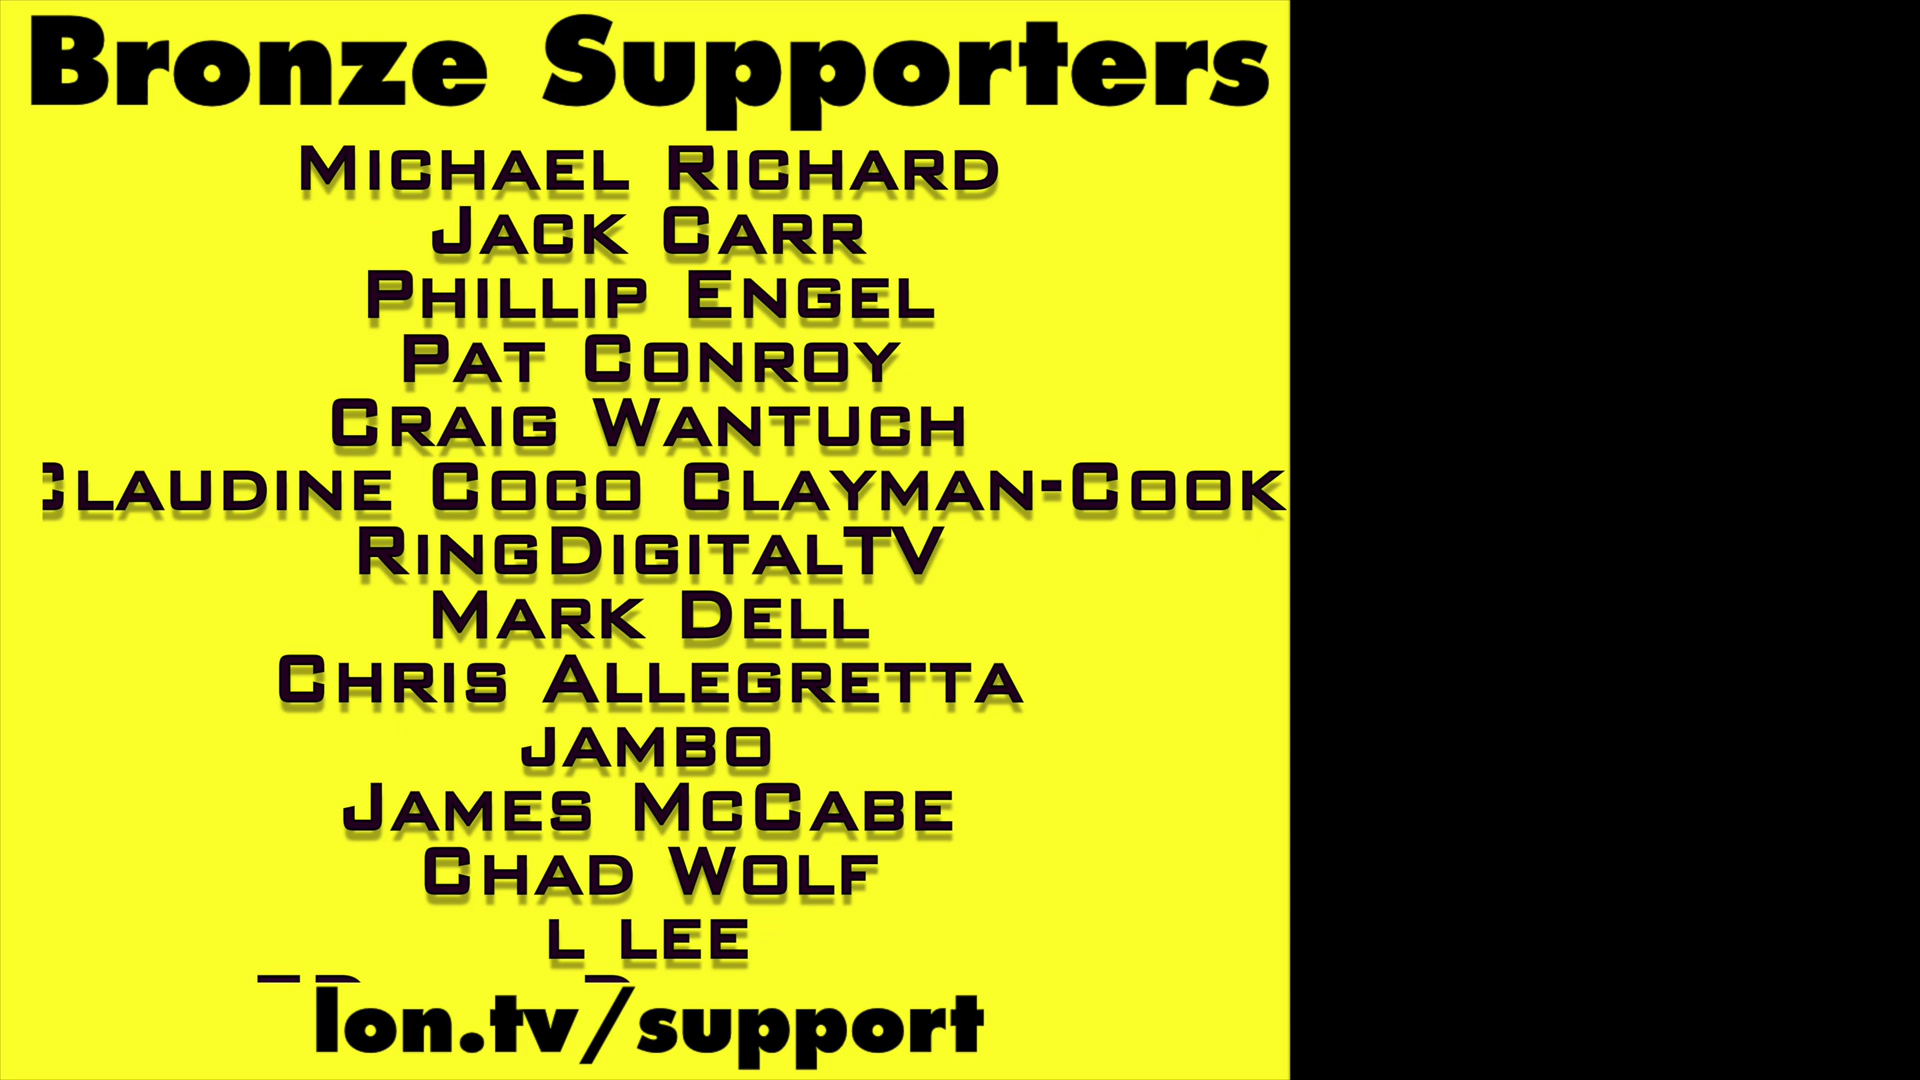 Bronze Supporters
Michael Richard
Jack Carr
Phillip Engel
Pat Conroy
Craig Wantuch
Claudine Coco Clayman-Cook
RingDigitalTV
Mark Dell
Chris Allegretta
jambo
James McCabe
Chad Wolf
l lee
lon.tv/support